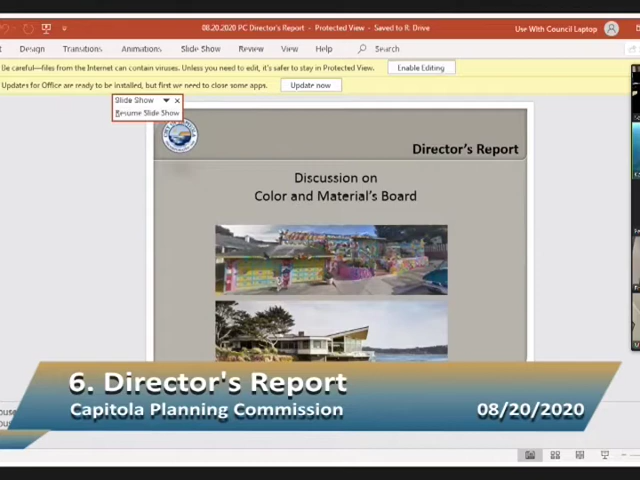 08.20.2020 PC Director's Report - Protected View - Saved to R: Drive
Use With Council Laptop
Design Transitions Animations Slide Show Review View Help Search
Be careful—files from the Internet can contain viruses. Unless you need to edit, it's safer to stay in Protected View.
Enable Editing
Updates for Office are ready to be installed, but first we need to close some apps.
Update now
Slide Show
Resume Slide Show
Director's Report
Discussion on
Color and Material's Board
6. Director's Report
Capitola Planning Commission
08/20/2020